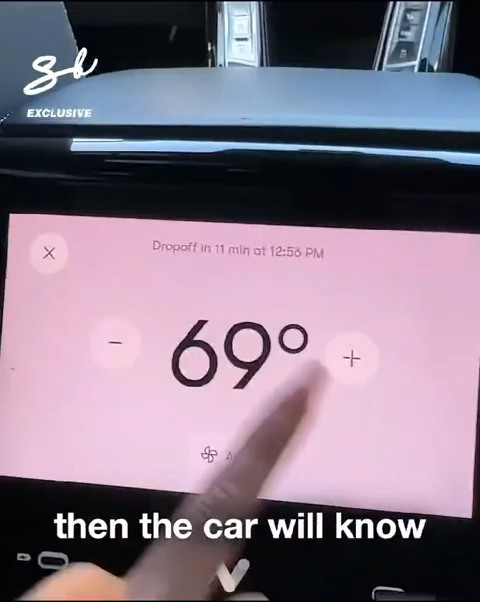 EXCLUSIVE
Dropoff in 11 min at 12:56 PM
69°
then the car will know